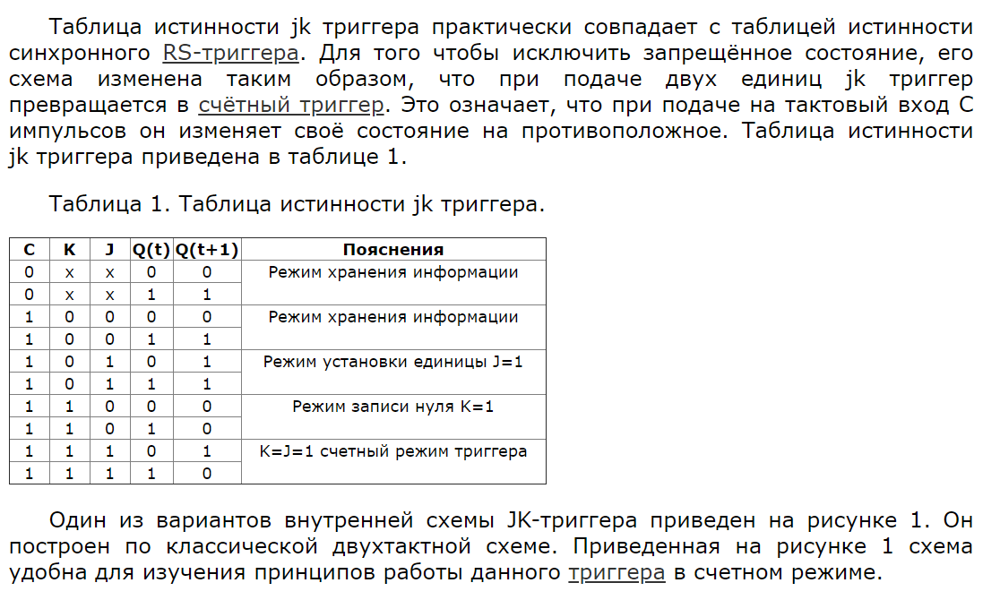 Таблица истинности jk триггера практически совпадает с таблицей истинности
синхронного RS-триггера. Для того чтобы исключить запрещённое состояние, его
схема изменена таким образом, что при подаче двух единиц jk триггер
превращается в счётный триггер. Это означает, что при подаче на тактовый вход C
импульсов он изменяет своё состояние на противоположное. Таблица истинности
jk триггера приведена в таблице 1.
Таблица 1. Таблица истинности jk триггера.
C K J Q(t) Q(t+1) Пояснения
0 x x 0 0 Режим хранения информации
0 x x 1 1
1 0 0 0 0 Режим хранения информации
1 0 0 1 1
1 0 1 0 1 Режим установки единицы J=1
1 0 1 1 1
1 1 0 0 0 Режим записи нуля K=1
1 1 0 1 0
1 1 1 0 1 K=J=1 счетный режим триггера
1 1 1 1 0
Один из вариантов внутренней схемы JK-триггера приведен на рисунке 1. Он
построен по классической двухтактной схеме. Приведенная на рисунке 1 схема
удобна для изучения принципов работы данного триггера в счетном режиме.